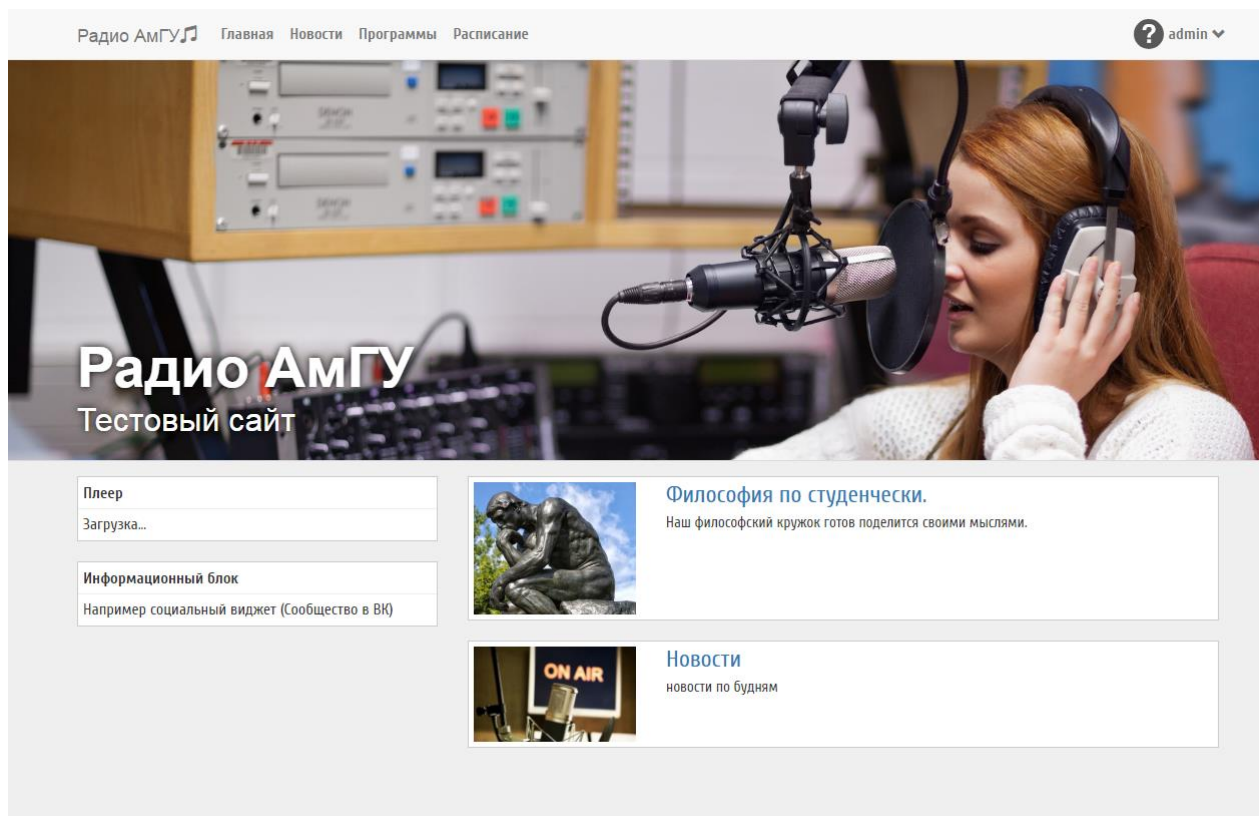 Радио АмГУ Главная Новости Программы Расписание ? admin
Радио АмГУ
Тестовый сайт
Плеер
Загрузка...
Информационный блок
Например социальный виджет (Сообщество в ВК)
Философия по студенчески.
Наш философский кружок готов поделится своими мыслями.
ON AIR
Новости
новости по будням